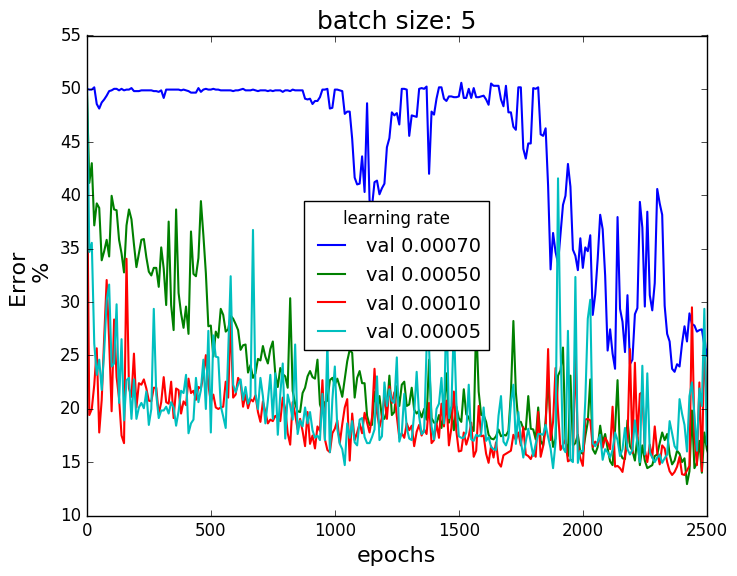 batch size: 5
55
50
45
40
35
30
25
20
15
10
Error
%
learning rate
val 0.00070
val 0.00050
val 0.00010
val 0.00005
0
500
1000
1500
2000
2500
epochs